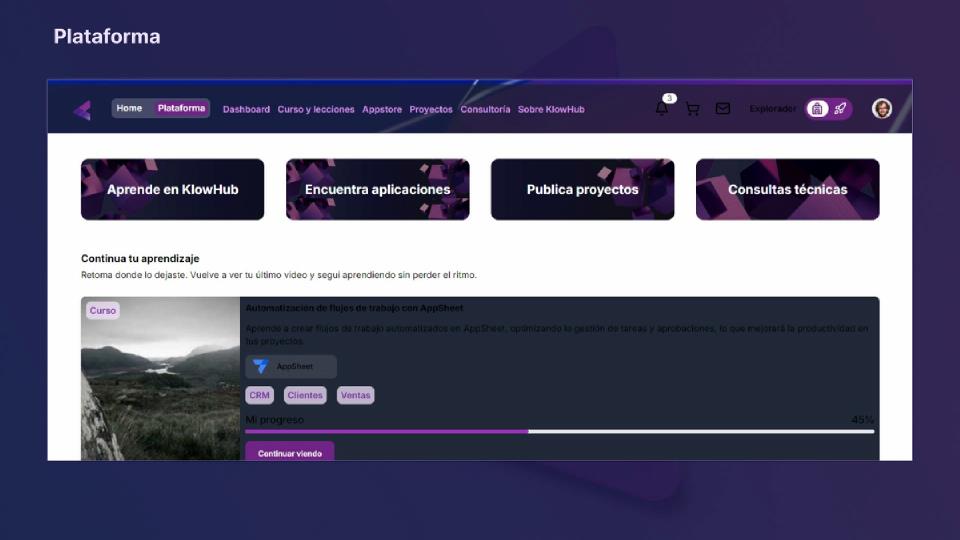 Plataforma
Home Plataforma Dashboard Curso y lecciones Appstore Proyectos Consultoría Sobre KlowHub 3 Explorador
Aprende en KlowHub Encuentra aplicaciones Publica proyectos Consultas técnicas
Continua tu aprendizaje
Retoma donde lo dejaste. Vuelve a ver tu último video y segui aprendiendo sin perder el ritmo.
Curso
Automatización de flujos de trabajo con AppSheet
Aprende a crear flujos de trabajo automatizados en AppSheet, optimizando la gestión de tareas y aprobaciones, lo que mejorará la productividad en
tus proyectos.
AppSheet
CRM Clientes Ventas
Mi progreso 45%
Continuar viendo